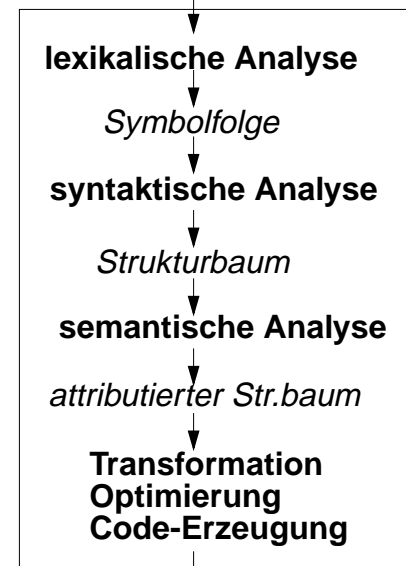 lexikalische Analyse
Symbolfolge
syntaktische Analyse
Strukturbaum
semantische Analyse
attributierter Str.baum
Transformation
Optimierung
Code-Erzeugung